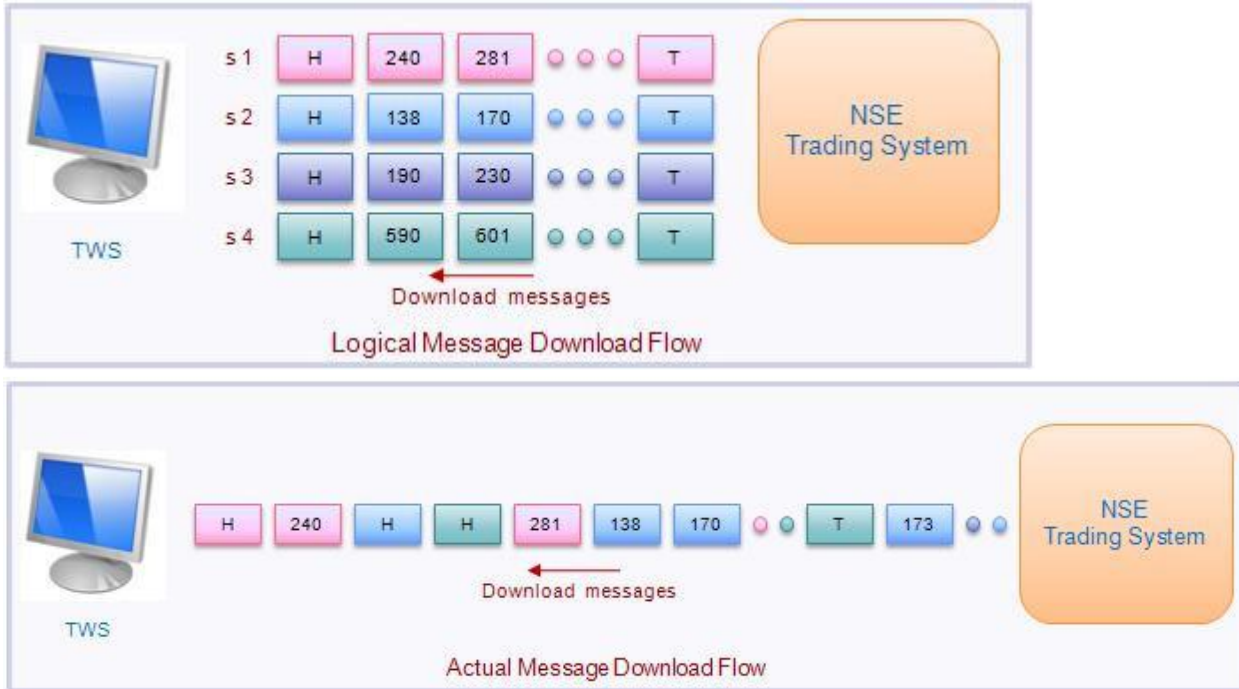 s 1 H 240 281 T
s 2 H 138 170 T
s 3 H 190 230 T
s 4 H 590 601 T
TWS
NSE
Trading System
Download messages
Logical Message Download Flow
H 240 H H 281 138 170 T 173
TWS
NSE
Trading System
Download messages
Actual Message Download Flow